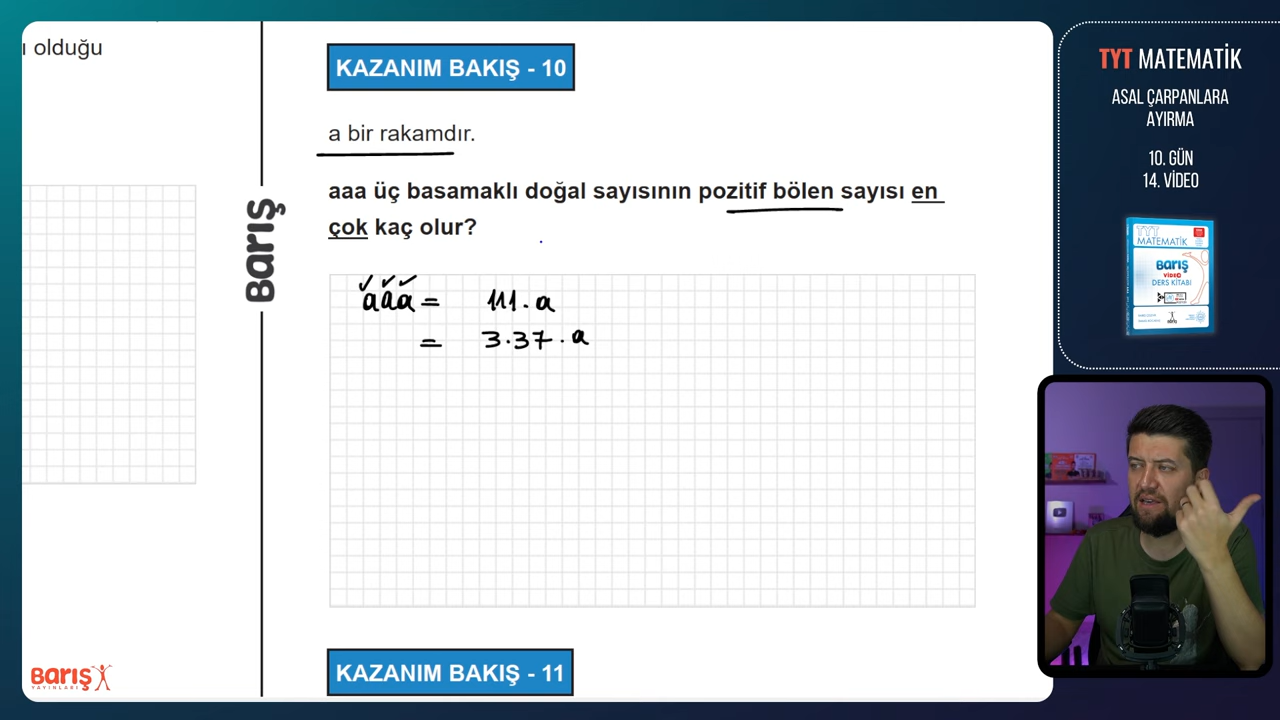 ı olduğu
KAZANIM BAKIŞ - 10
a bir rakamdır.
aaa üç basamaklı doğal sayısının pozitif bölen sayısı en
çok kaç olur?
aaa = 111 . a
= 3.37 . a
Barış
KAZANIM BAKIŞ - 11
BARIŞ
YAYINLARI
TYT MATEMATİK
ASAL ÇARPANLARA
AYIRMA
10. GÜN
14. VİDEO
TYT
MATEMATİK
BARIŞ
VİDEO
DERS KİTABI